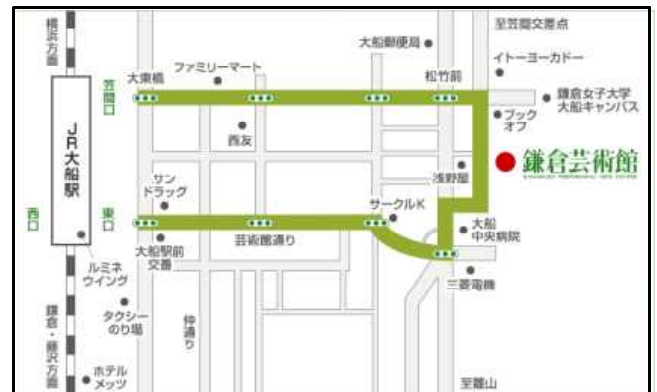 横浜方面
至笠間交差点
大船郵便局
イトーヨーカドー
ファミリーマート
大東橋
松竹前
笠間口
鎌倉女子大学
大船キャンパス
ブック
オフ
西友
JR大船駅
鎌倉芸術館
浅野屋
サン
ドラッグ
サークルK
西口
東口
大船
中央病院
芸術館通り
大船駅前
交番
ルミネ
ウイング
三菱電機
タクシー
のり場
仲通り
鎌倉・藤沢方面
ホテル
メッツ
至離山